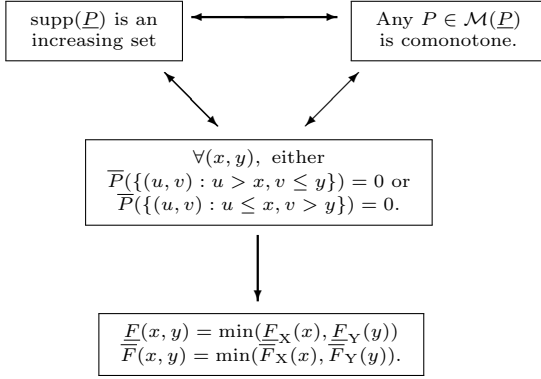 supp(P̲) is an
increasing set
Any P ∈ ℳ(P̲)
is comonotone.
∀(x, y), either
P̅({(u, v) : u > x, v ≤ y}) = 0 or
P̅({(u, v) : u ≤ x, v > y}) = 0.
F̲(x, y) = min(F̲_X(x), F̲_Y(y))
F̅(x, y) = min(F̅_X(x), F̅_Y(y)).